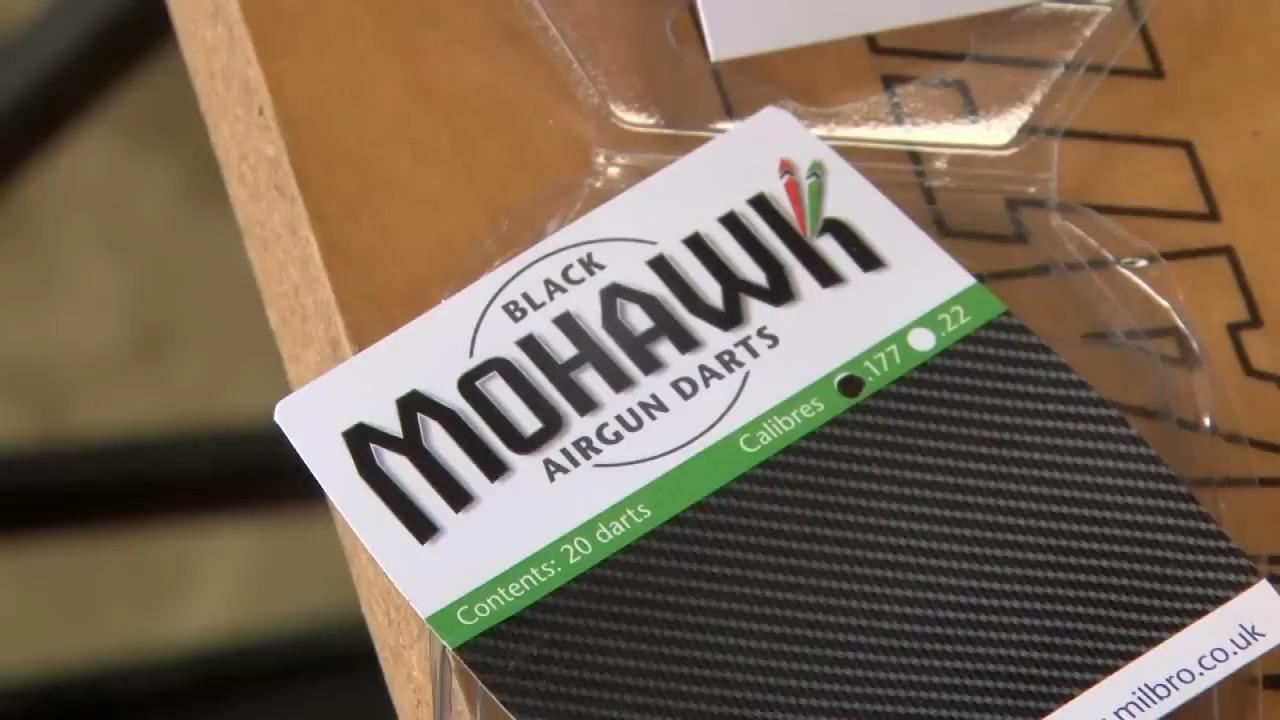 BLACK
MOHAWK
AIRGUN DARTS
Contents: 20 darts Calibres .177 .22
milbro.co.uk